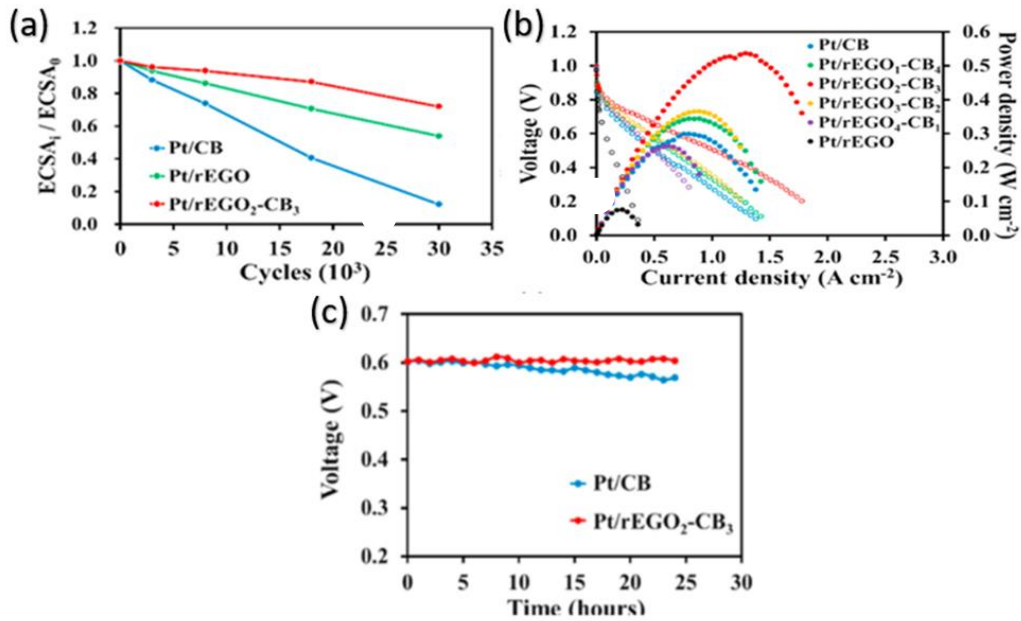 (a)
1.2
1.0
0.8
0.6
0.4
0.2
0.0
ECSAᵢ / ECSA₀
Pt/CB
Pt/rEGO
Pt/rEGO₂-CB₃
0 5 10 15 20 25 30 35
Cycles (10³)
(b)
1.2
1.0
0.8
0.6
0.4
0.2
0.0
Voltage (V)
Pt/CB
Pt/rEGO₁-CB₄
Pt/rEGO₂-CB₃
Pt/rEGO₃-CB₂
Pt/rEGO₄-CB₁
Pt/rEGO
0.6
0.5
0.4
0.3
0.2
0.1
0.0
Power density (W cm⁻²)
0.0 0.5 1.0 1.5 2.0 2.5 3.0
Current density (A cm⁻²)
(c)
0.7
0.6
0.5
0.4
0.3
0.2
Voltage (V)
Pt/CB
Pt/rEGO₂-CB₃
0 5 10 15 20 25 30
Time (hours)